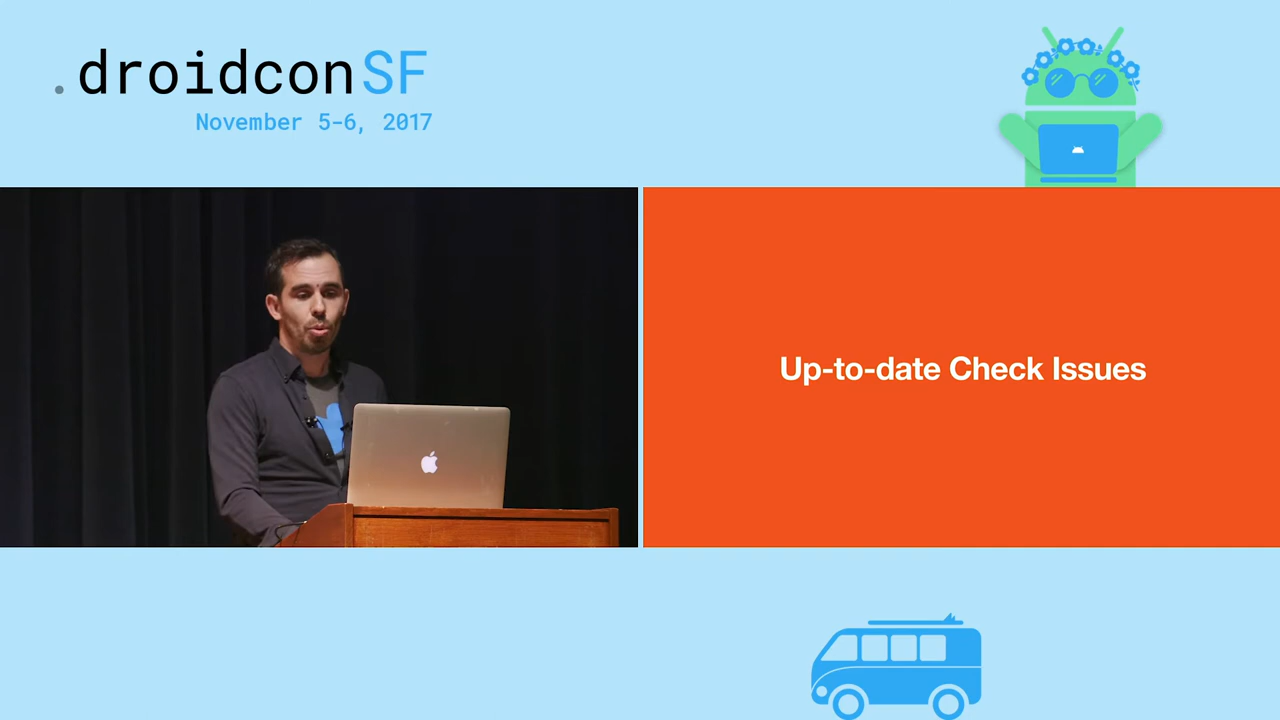 .droidconSF
November 5-6, 2017
Up-to-date Check Issues